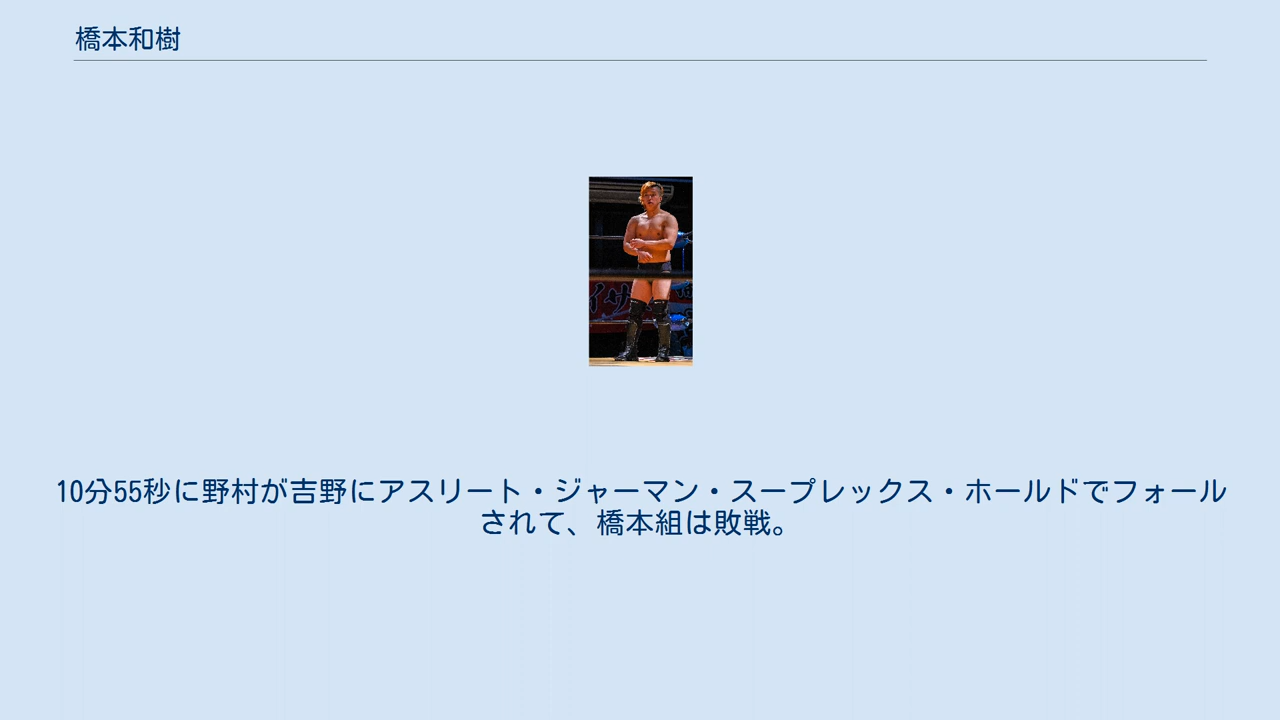 橋本和樹
10分55秒に野村が吉野にアスリート・ジャーマン・スープレックス・ホールドでフォール
されて、橋本組は敗戦。